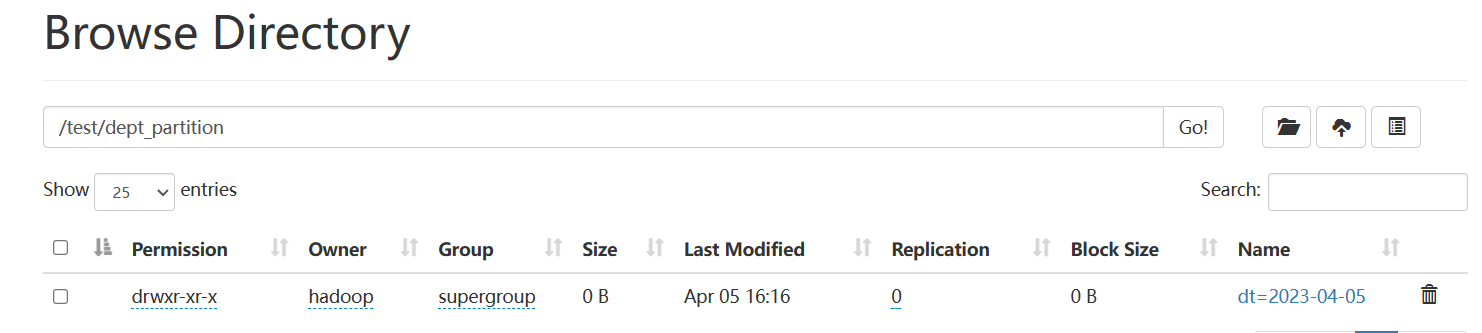 Browse Directory
/test/dept_partition Go!
Show 25 entries Search:
Permission Owner Group Size Last Modified Replication Block Size Name
drwxr-xr-x hadoop supergroup 0 B Apr 05 16:16 0 0 B dt=2023-04-05